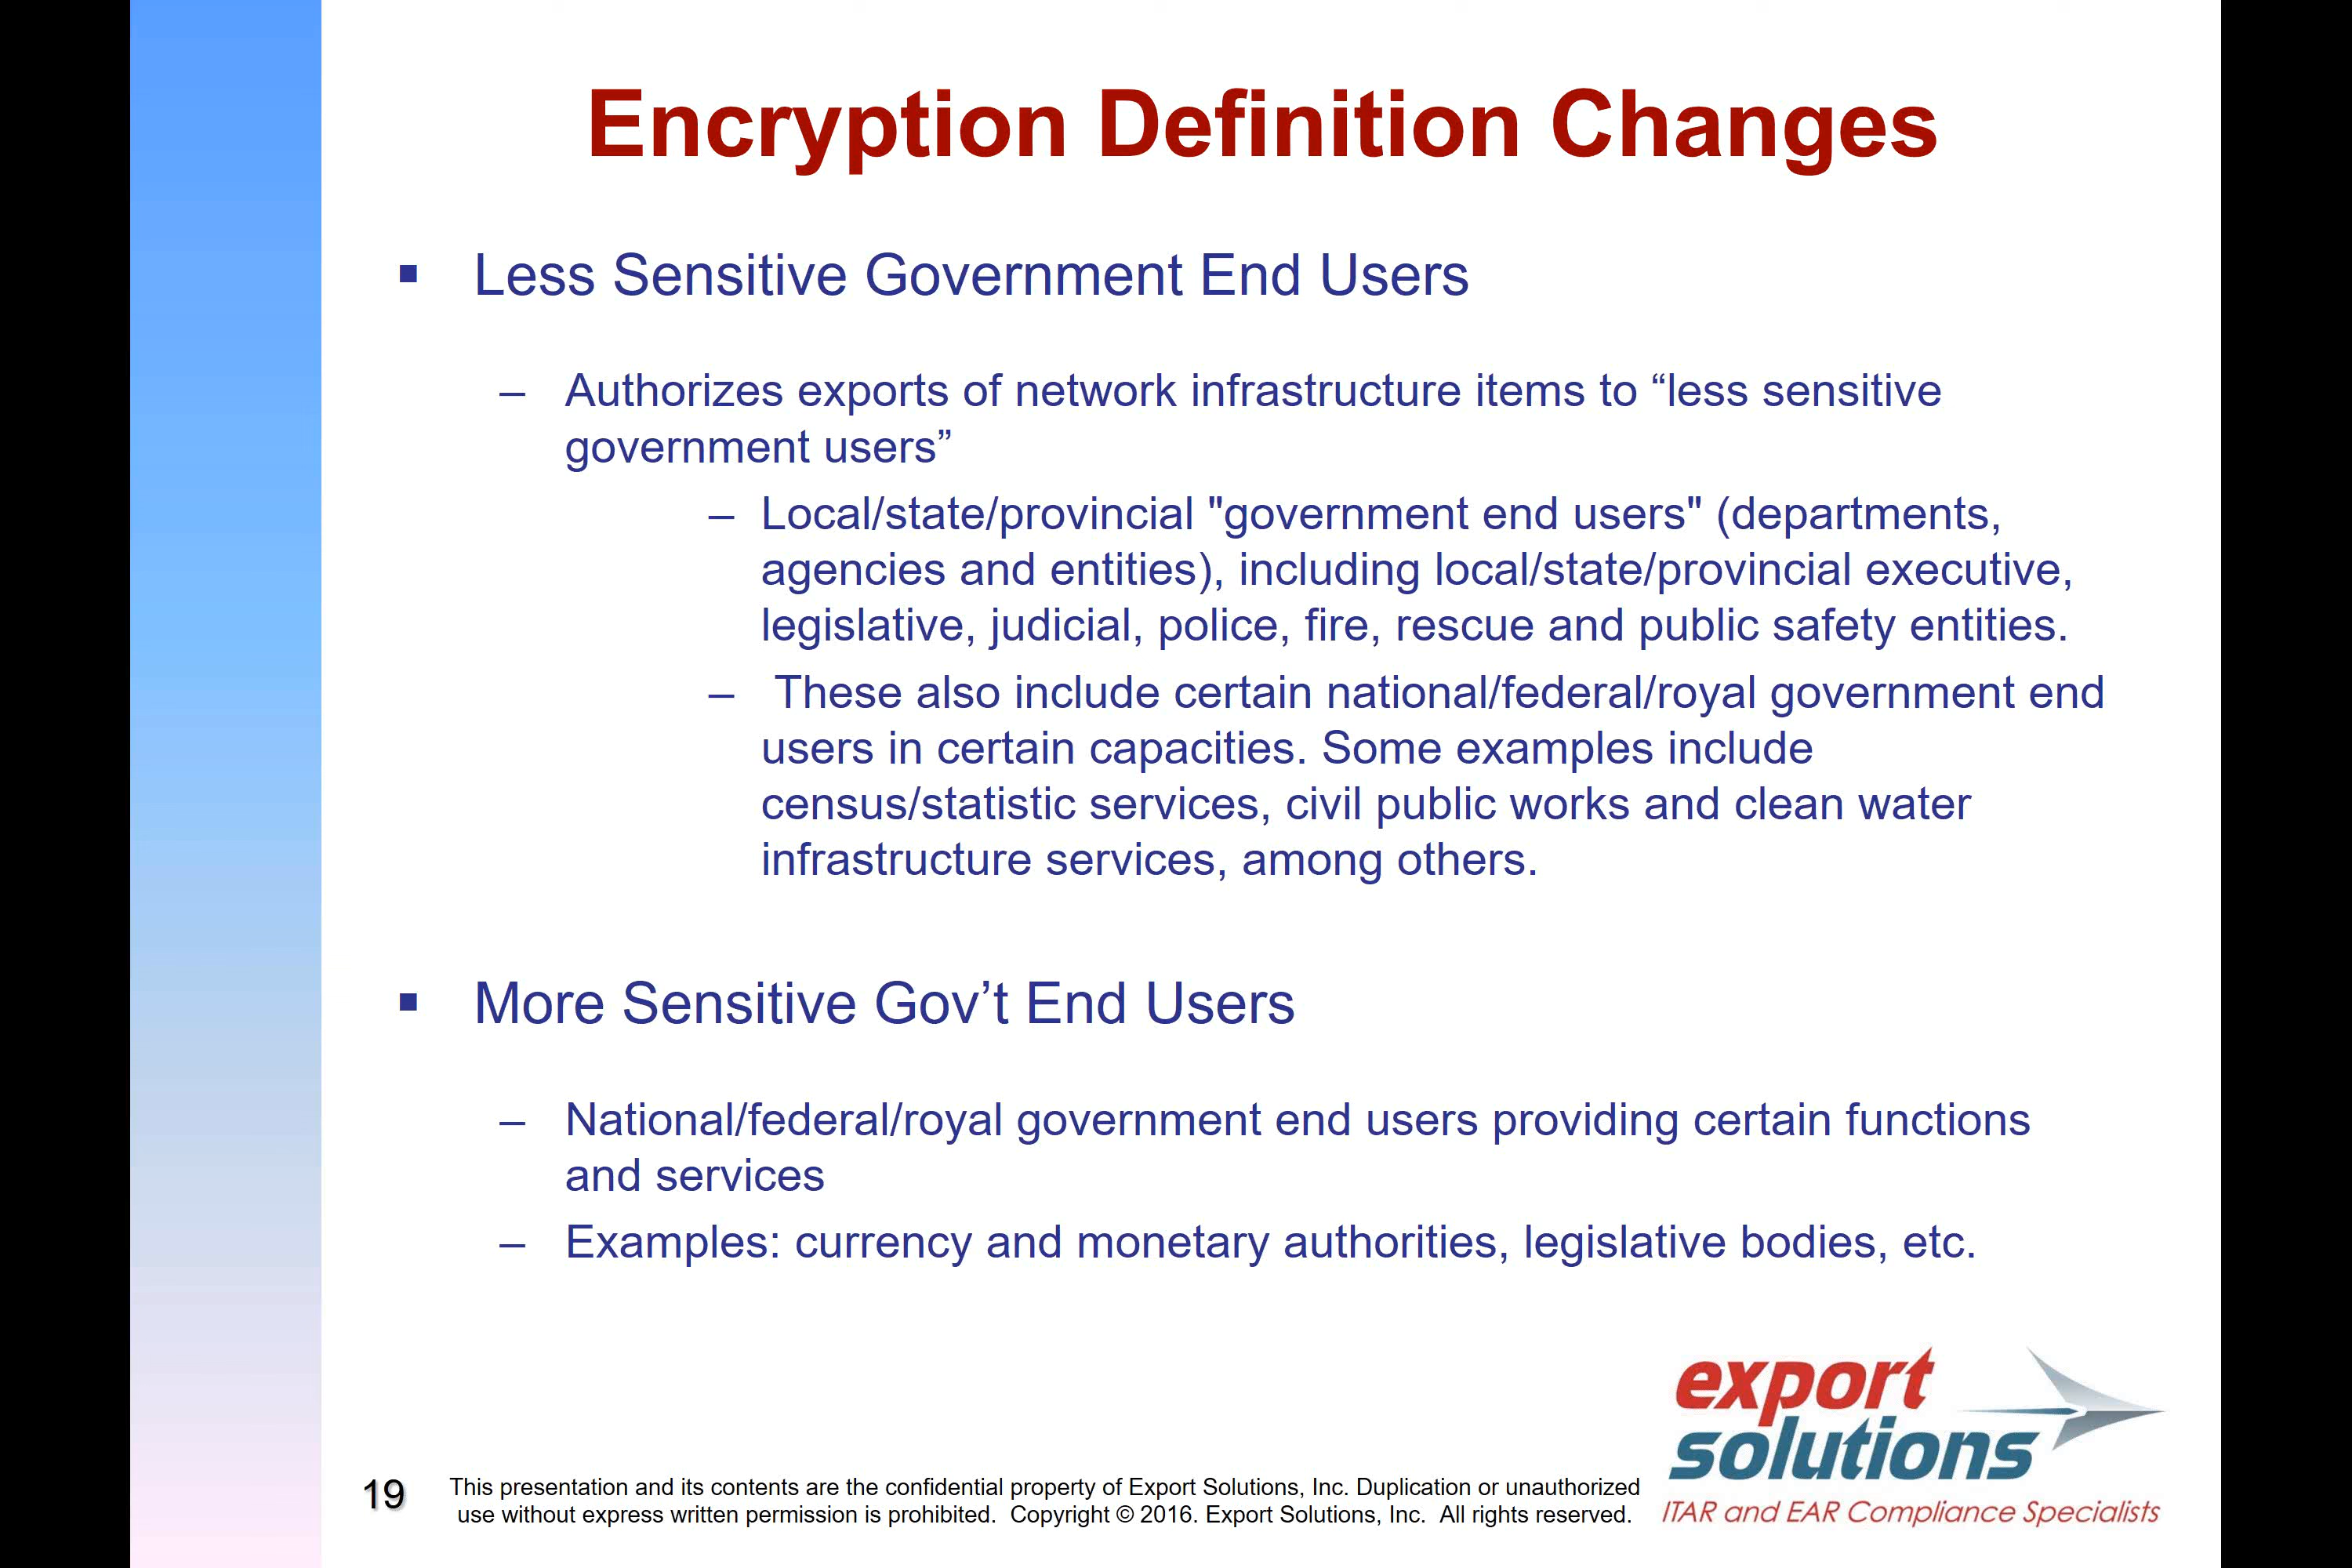 Encryption Definition Changes
▪ Less Sensitive Government End Users
– Authorizes exports of network infrastructure items to “less sensitive
government users”
– Local/state/provincial "government end users" (departments,
agencies and entities), including local/state/provincial executive,
legislative, judicial, police, fire, rescue and public safety entities.
– These also include certain national/federal/royal government end
users in certain capacities. Some examples include
census/statistic services, civil public works and clean water
infrastructure services, among others.
▪ More Sensitive Gov’t End Users
– National/federal/royal government end users providing certain functions
and services
– Examples: currency and monetary authorities, legislative bodies, etc.
export
solutions
ITAR and EAR Compliance Specialists
19
This presentation and its contents are the confidential property of Export Solutions, Inc. Duplication or unauthorized
use without express written permission is prohibited. Copyright © 2016. Export Solutions, Inc. All rights reserved.